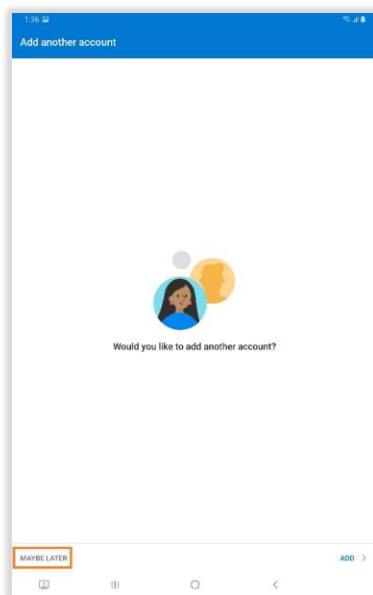 1:36
Add another account
Would you like to add another account?
MAYBE LATER
ADD >